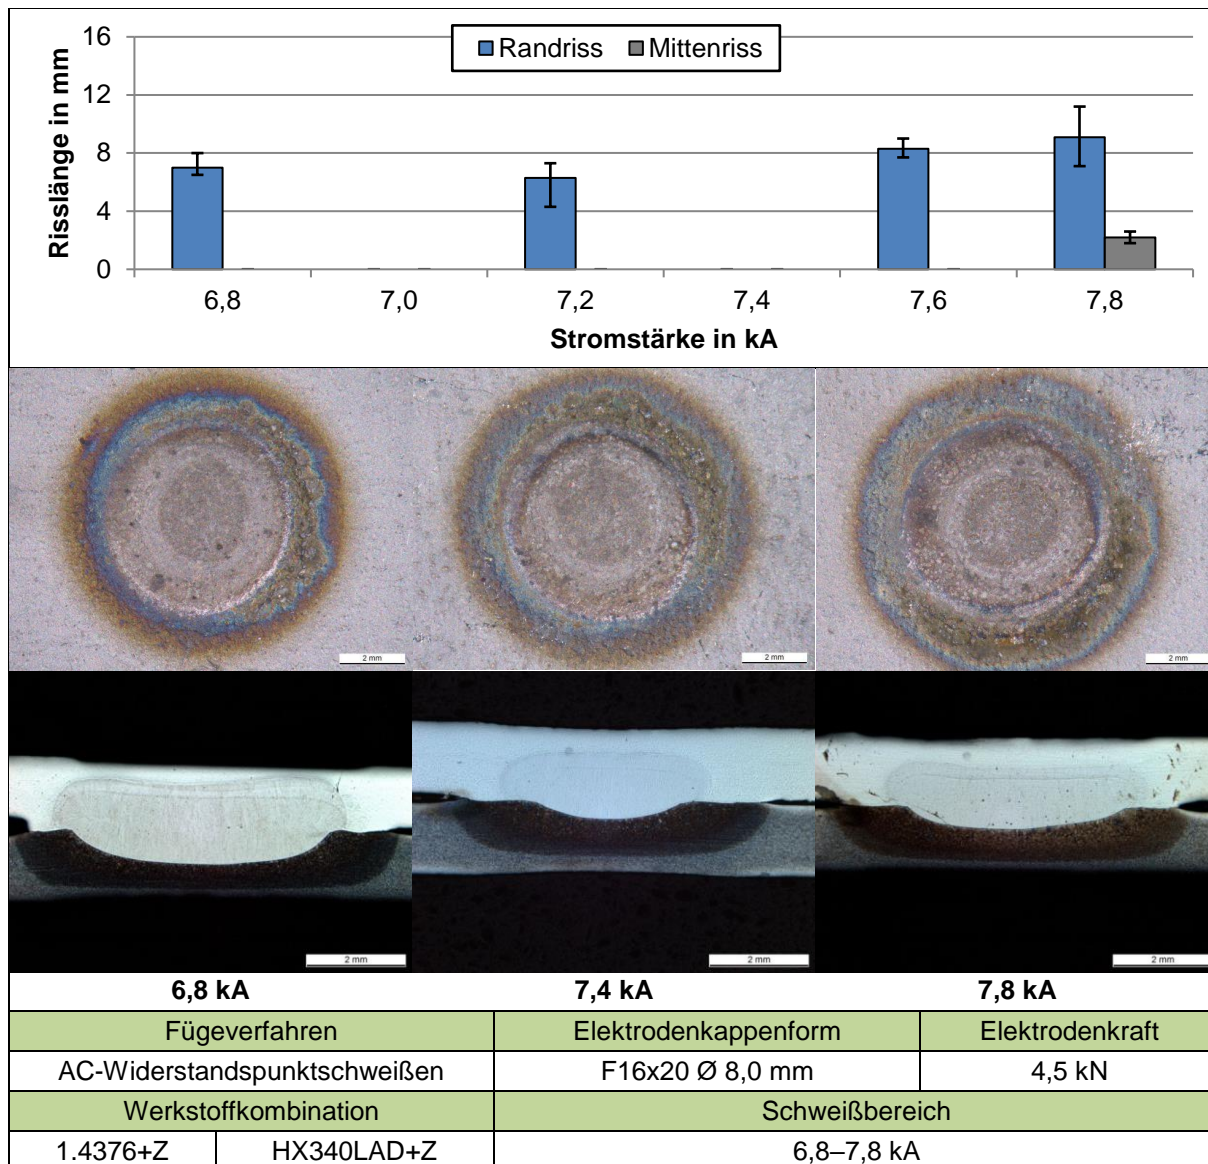 16
12
8
4
0
Risslänge in mm
Randriss Mittenriss
6,8 7,0 7,2 7,4 7,6 7,8
Stromstärke in kA
2 mm 2 mm 2 mm
2 mm 2 mm 2 mm
6,8 kA 7,4 kA 7,8 kA
Fügeverfahren Elektrodenkappenform Elektrodenkraft
AC-Widerstandspunktschweißen F16x20 Ø 8,0 mm 4,5 kN
Werkstoffkombination Schweißbereich
1.4376+Z HX340LAD+Z 6,8–7,8 kA